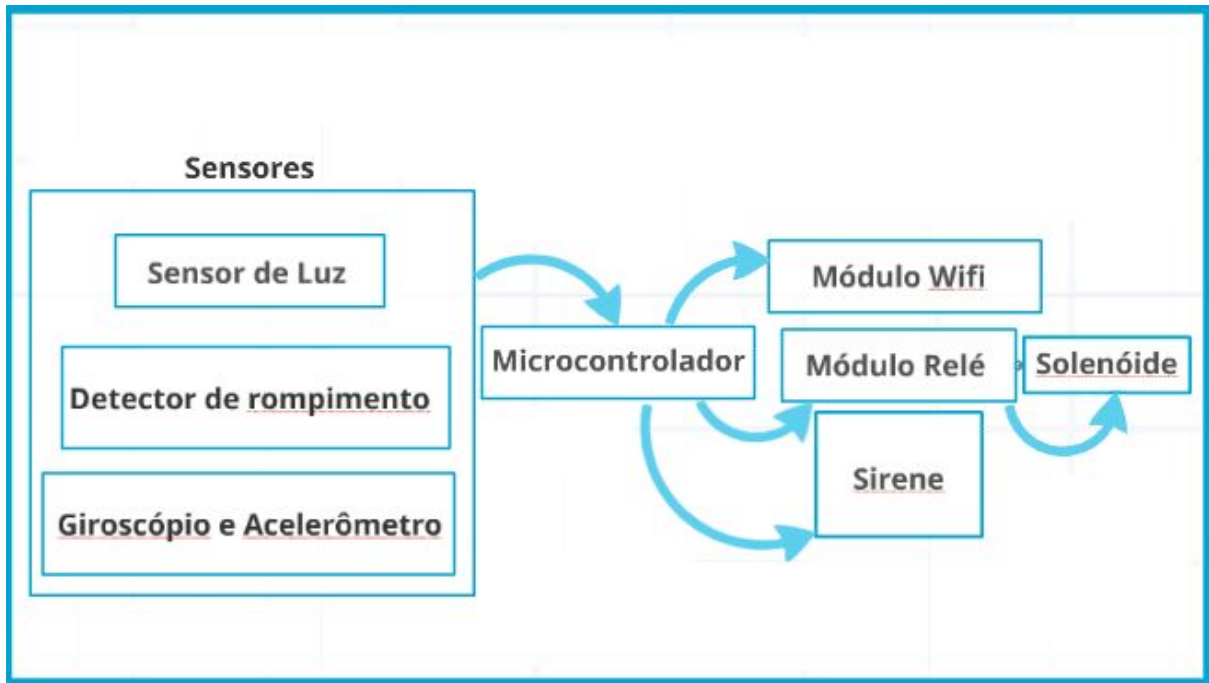 Sensores
Sensor de Luz
Detector de rompimento
Giroscópio e Acelerômetro
Microcontrolador
Módulo Wifi
Módulo Relé
Solenóide
Sirene